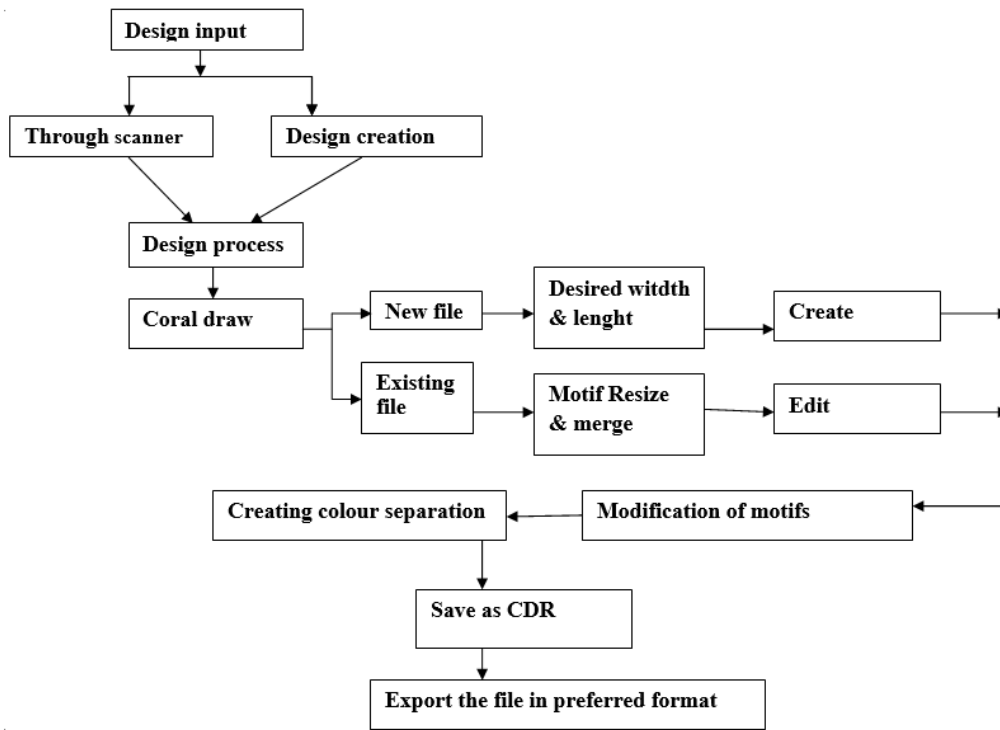 Design input
Through scanner
Design creation
Design process
Coral draw
New file
Desired witdth
& lenght
Create
Existing
file
Motif Resize
& merge
Edit
Creating colour separation
Modification of motifs
Save as CDR
Export the file in preferred format